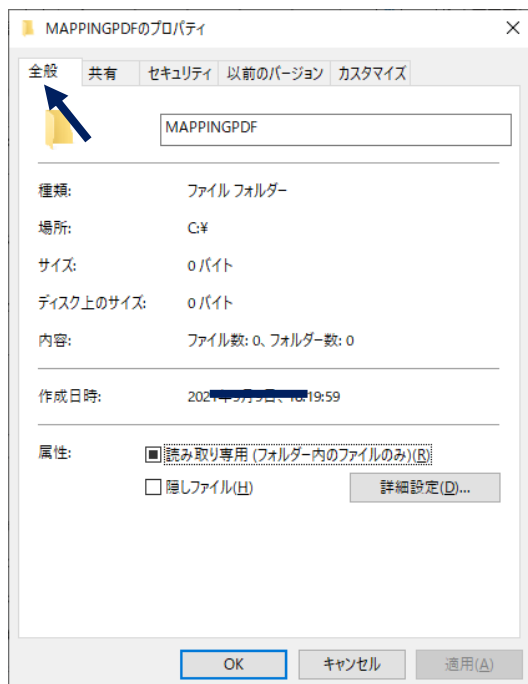 MAPPINGPDFのプロパティ
全般 共有 セキュリティ 以前のバージョン カスタマイズ
MAPPINGPDF
種類: ファイル フォルダー
場所: C:¥
サイズ: 0 バイト
ディスク上のサイズ: 0 バイト
内容: ファイル数: 0、フォルダー数: 0
作成日時: 2021 :19:59
属性: 読み取り専用 (フォルダー内のファイルのみ)(R)
隠しファイル(H) 詳細設定(D)...
OK キャンセル 適用(A)